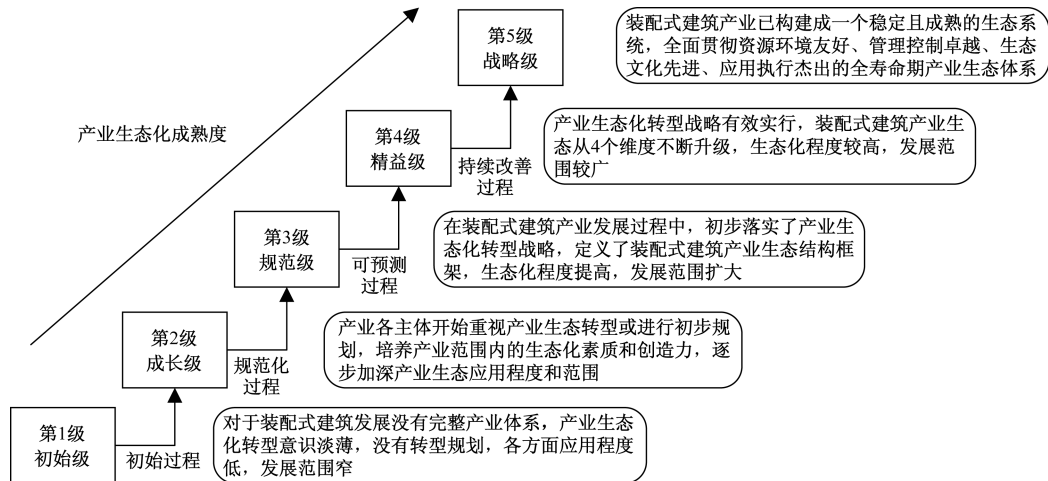 第5级
战略级
装配式建筑产业已构建成一个稳定且成熟的生态系
统，全面贯彻资源环境友好、管理控制卓越、生态
文化先进、应用执行杰出的全寿命期产业生态体系
产业生态化成熟度
第4级
精益级
持续改善
过程
产业生态化转型战略有效实行，装配式建筑产业生
态从4个维度不断升级，生态化程度较高，发展范
围较广
第3级
规范级
可预测
过程
在装配式建筑产业发展过程中，初步落实了产业生
态化转型战略，定义了装配式建筑产业生态结构框
架，生态化程度提高，发展范围扩大
第2级
成长级
规范化
过程
产业各主体开始重视产业生态转型或进行初步规
划，培养产业范围内的生态化素质和创造力，逐
步加深产业生态应用程度和范围
第1级
初始级
初始过程
对于装配式建筑发展没有完整产业体系，产业生态
化转型意识淡薄，没有转型规划，各方面应用程度
低，发展范围窄